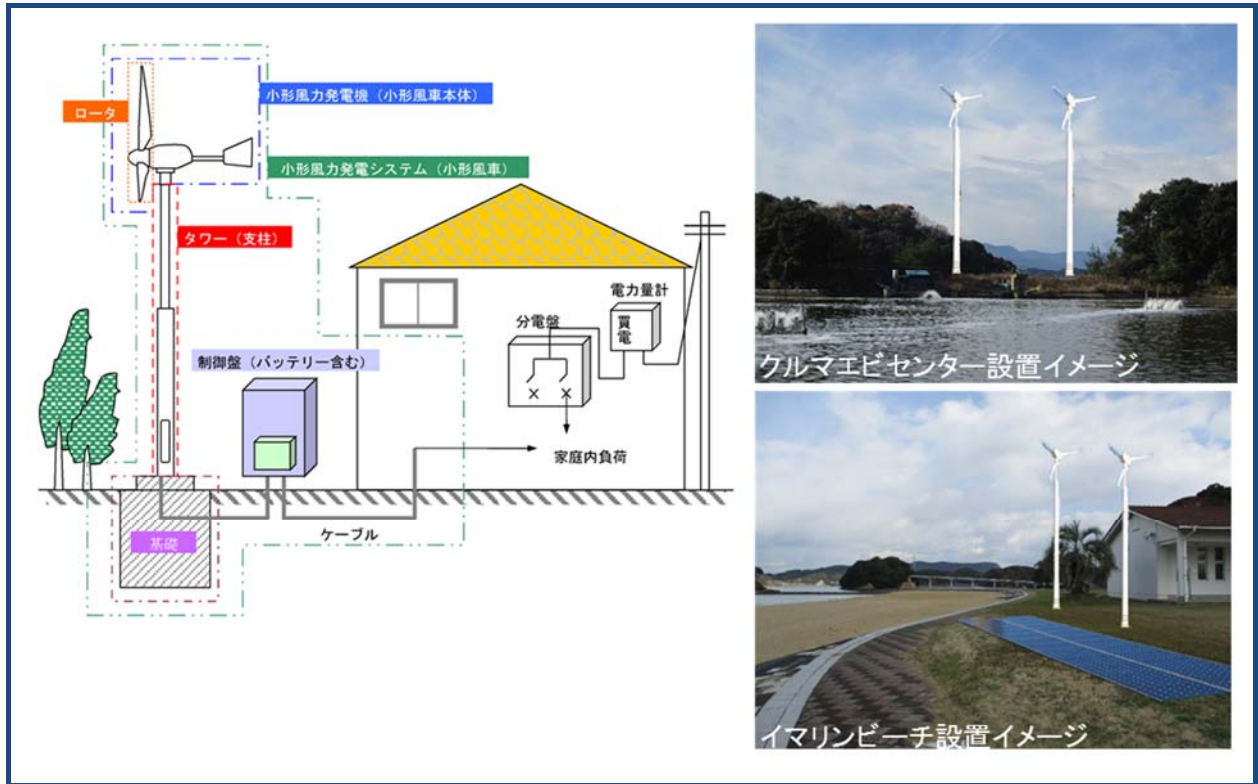 ロータ
小形風力発電機（小形風車本体）
小形風力発電システム（小形風車）
タワー（支柱）
制御盤（バッテリー含む）
分電盤
電力量計
買電
家庭内負荷
ケーブル
基礎
クルマエビセンター設置イメージ
イマリンビーチ設置イメージ